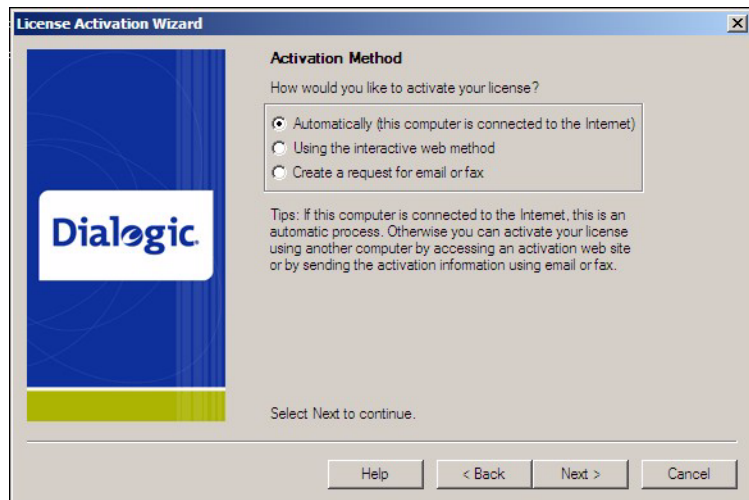 License Activation Wizard
Activation Method
How would you like to activate your license?
Automatically (this computer is connected to the Internet)
Using the interactive web method
Create a request for email or fax
Dialogic.
Tips: If this computer is connected to the Internet, this is an
automatic process. Otherwise you can activate your license
using another computer by accessing an activation web site
or by sending the activation information using email or fax.
Select Next to continue.
Help
< Back
Next >
Cancel